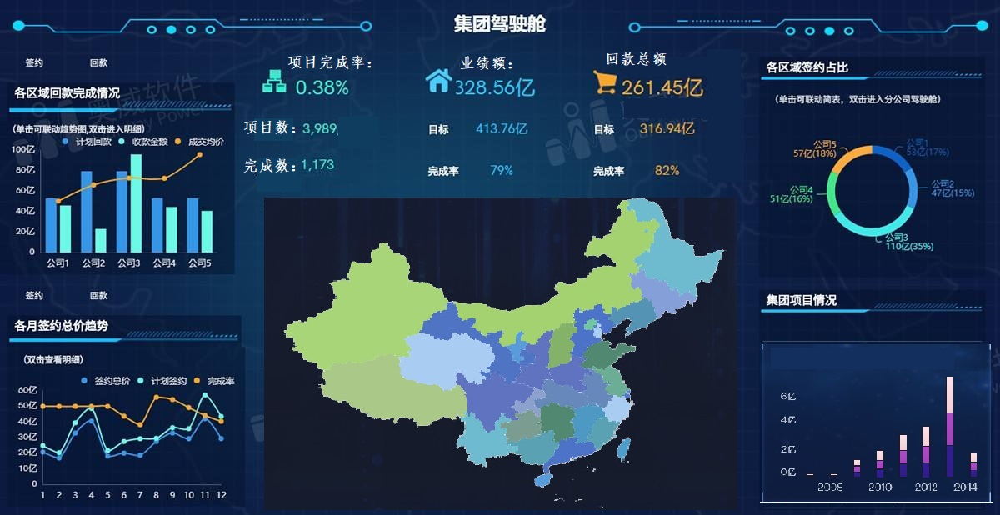 集团驾驶舱
签约 回款
各区域回款完成情况
(单击可联动趋势图,双击进入明细)
计划回款 收款金额 成交均价
100亿
80亿
60亿
40亿
20亿
0
公司1 公司2 公司3 公司4 公司5
签约 回款
各月签约总价趋势
(双击查看明细)
签约总价 计划签约 完成率
60亿
50亿
40亿
30亿
20亿
10亿
0
1 2 3 4 5 6 7 8 9 10 11 12
项目完成率:
0.38%
项目数: 3,989
完成数: 1,173
业绩额:
328.56亿
目标 413.76亿
完成率 79%
回款总额
261.45亿
目标 316.94亿
完成率 82%
各区域签约占比
(单击可联动简表, 双击进入分公司驾驶舱)
公司5
57亿(18%)
公司1
53亿(17%)
公司4
51亿(16%)
公司2
47亿(15%)
公司3
110亿(35%)
集团项目情况
6亿
4亿
2亿
0亿
2008 2010 2012 2014